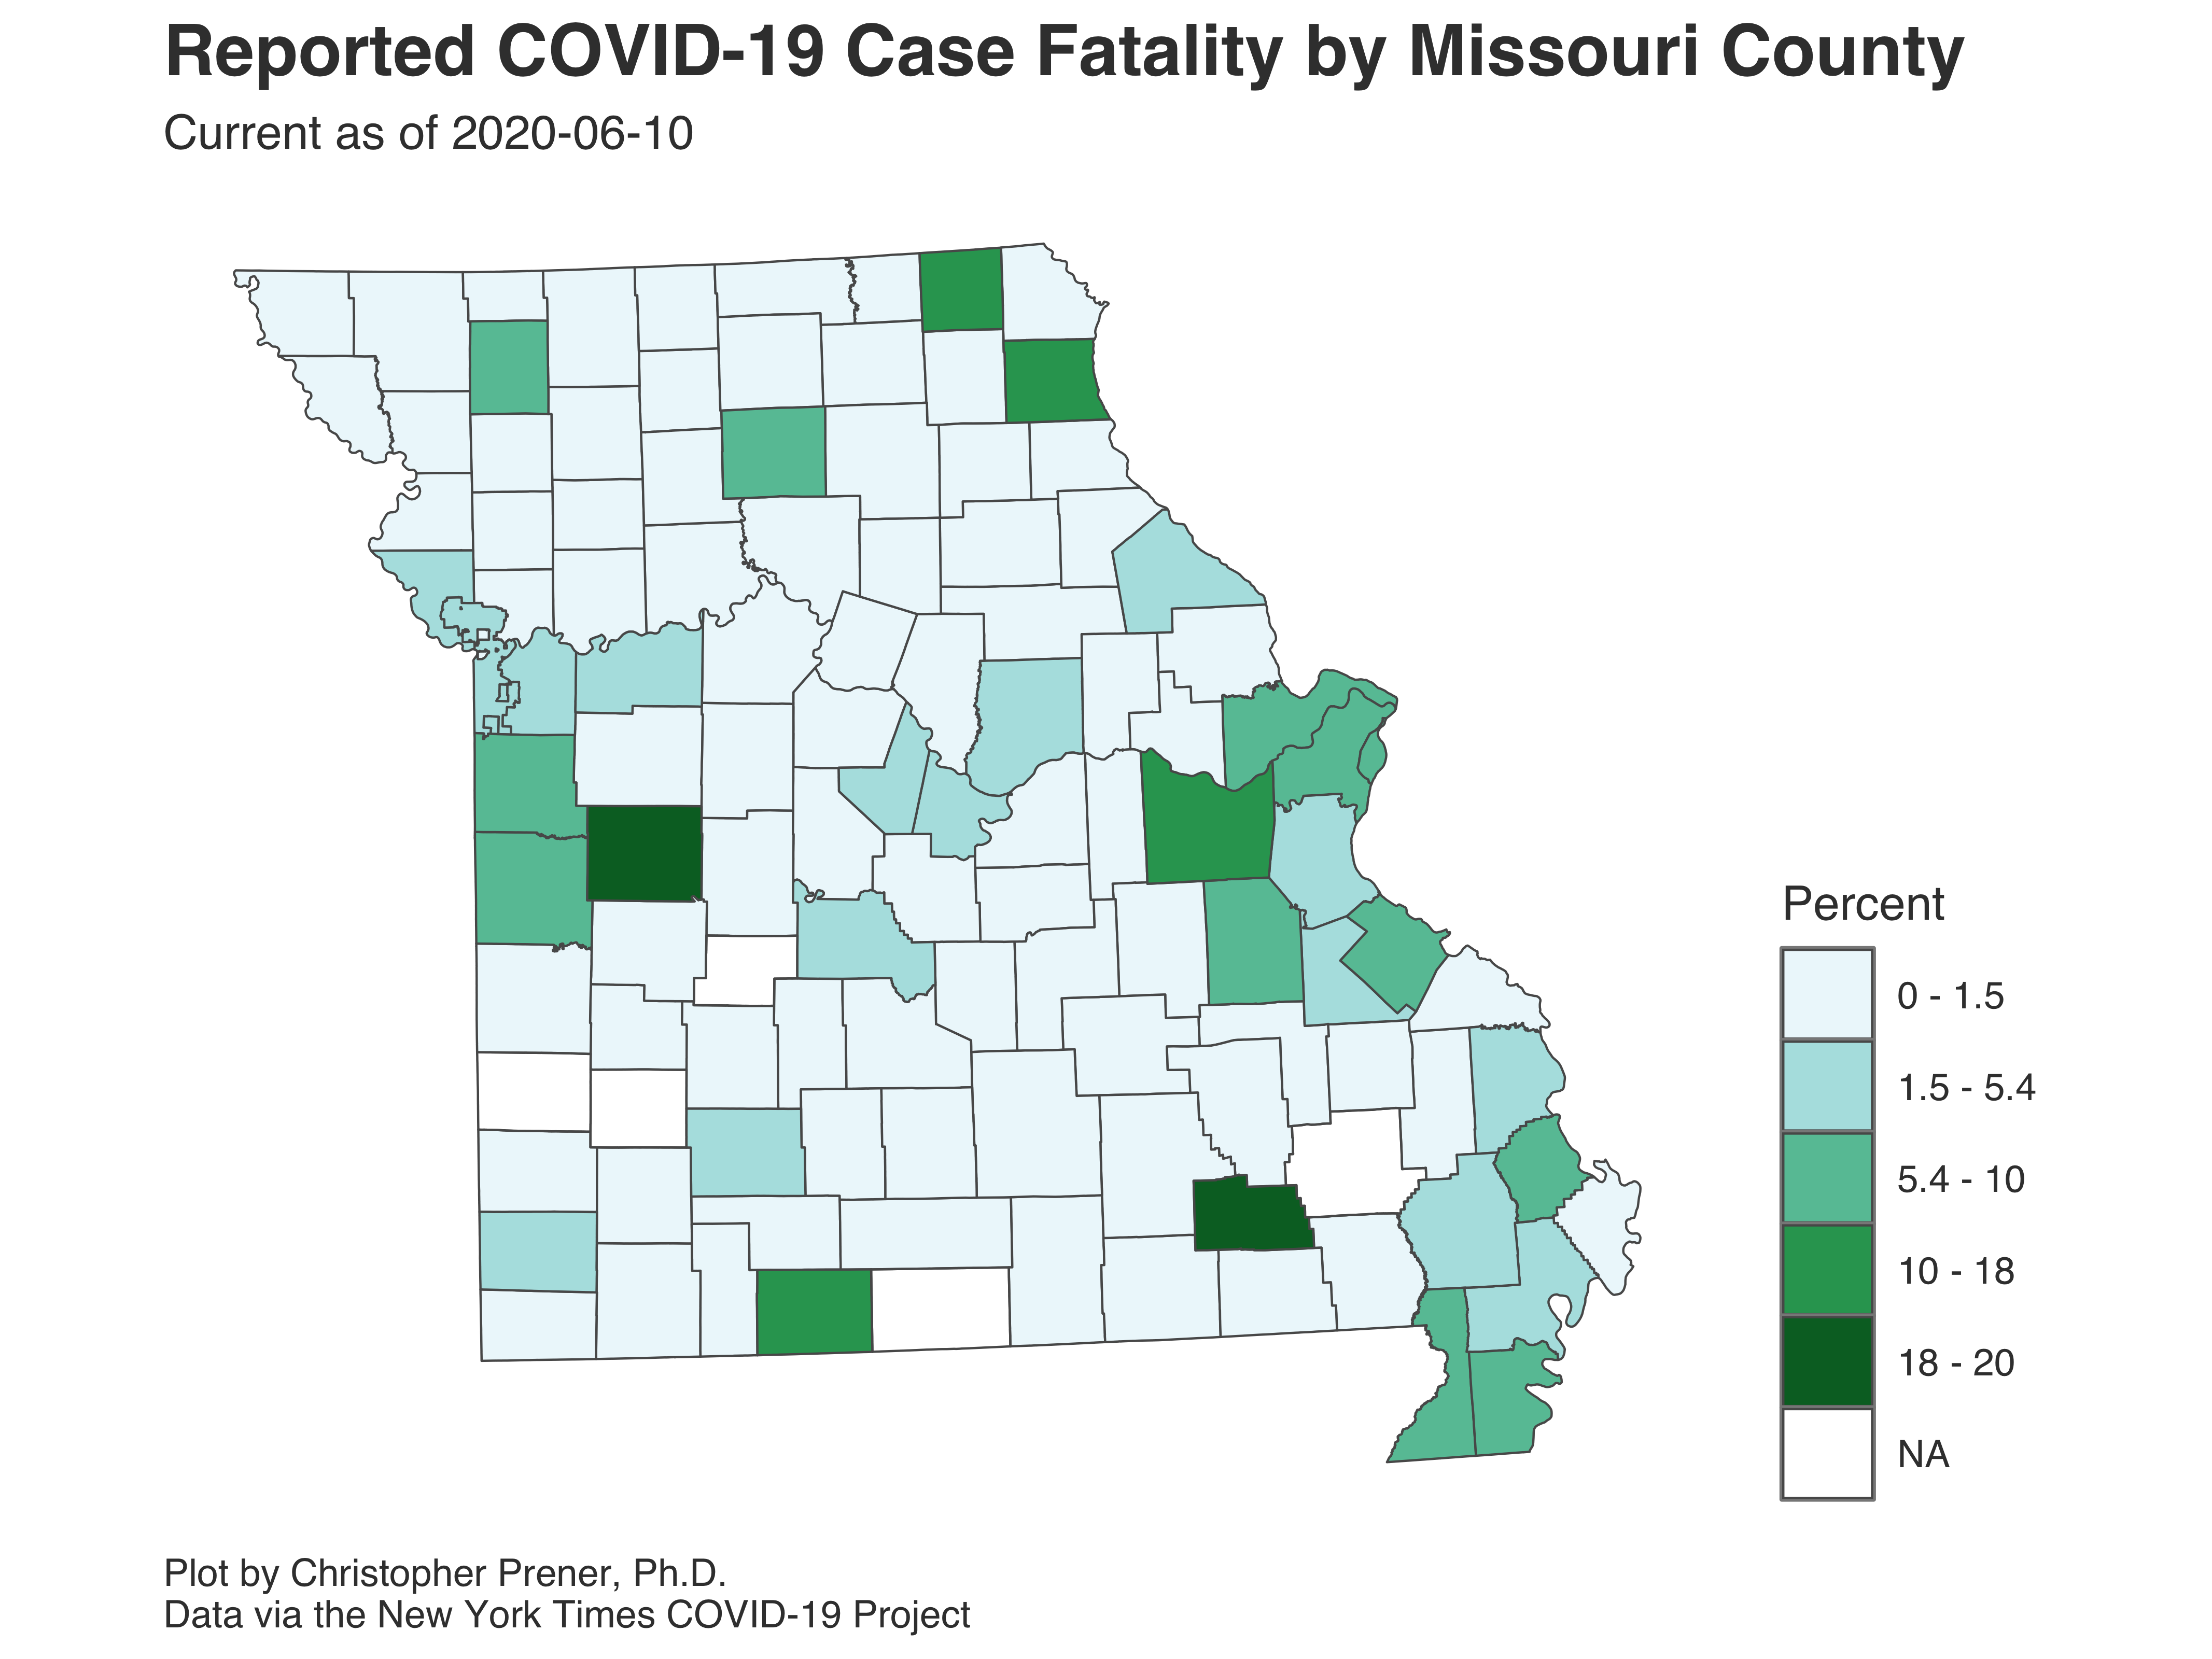 Reported COVID-19 Case Fatality by Missouri County
Current as of 2020-06-10
Percent
0 - 1.5
1.5 - 5.4
5.4 - 10
10 - 18
18 - 20
NA
Plot by Christopher Prener, Ph.D.
Data via the New York Times COVID-19 Project